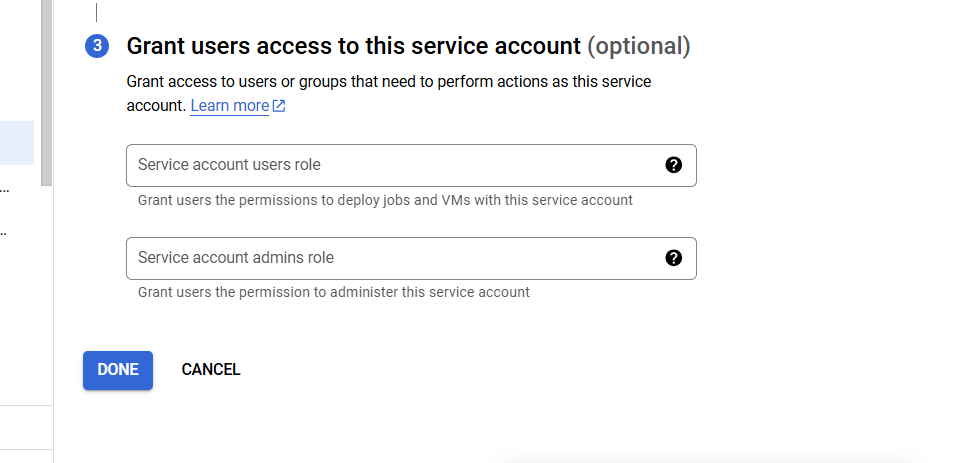 3 Grant users access to this service account (optional)
Grant access to users or groups that need to perform actions as this service
account. Learn more
Service account users role
Grant users the permissions to deploy jobs and VMs with this service account
Service account admins role
Grant users the permission to administer this service account
DONE CANCEL
...
..